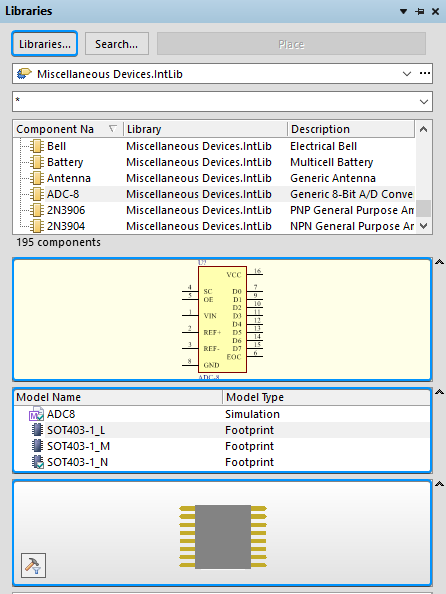 Libraries
Libraries... Search... Place
Miscellaneous Devices.IntLib ...
*
Component Na Library Description
Bell Miscellaneous Devices.IntLib Electrical Bell
Battery Miscellaneous Devices.IntLib Multicell Battery
Antenna Miscellaneous Devices.IntLib Generic Antenna
ADC-8 Miscellaneous Devices.IntLib Generic 8-Bit A/D Conve
2N3906 Miscellaneous Devices.IntLib PNP General Purpose Am
2N3904 Miscellaneous Devices.IntLib NPN General Purpose Ar
195 components
U?
VCC 16
4 SC D0 7
5 OE D1 9
D2 10
1 VIN D3 11
D4 12
2 REF+ D5 13
D6 14
3 REF- D7 15
EOC 6
8 GND
ADC-8
Model Name Model Type
ADC8 Simulation
SOT403-1_L Footprint
SOT403-1_M Footprint
SOT403-1_N Footprint